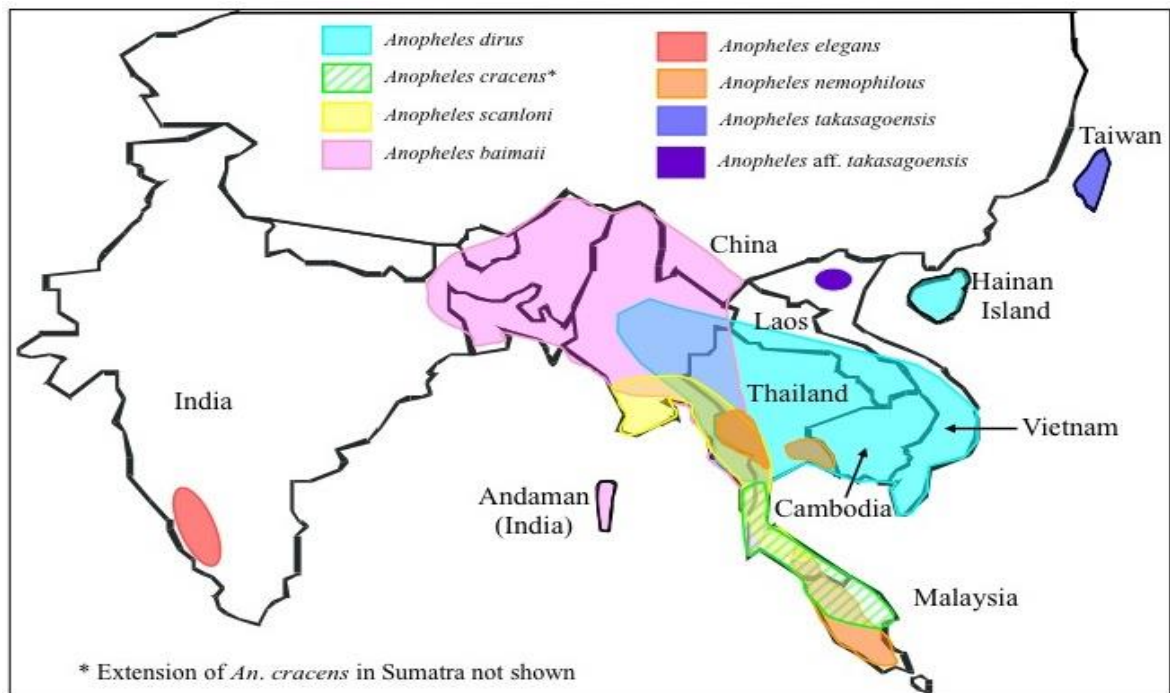 Anopheles dirus
Anopheles cracens*
Anopheles scanloni
Anopheles baimaii
Anopheles elegans
Anopheles nemophilous
Anopheles takasagoensis
Anopheles aff. takasagoensis
Taiwan
China
Hainan
Island
Laos
India
Thailand
Vietnam
Andaman
(India)
Cambodia
Malaysia
* Extension of An. cracens in Sumatra not shown